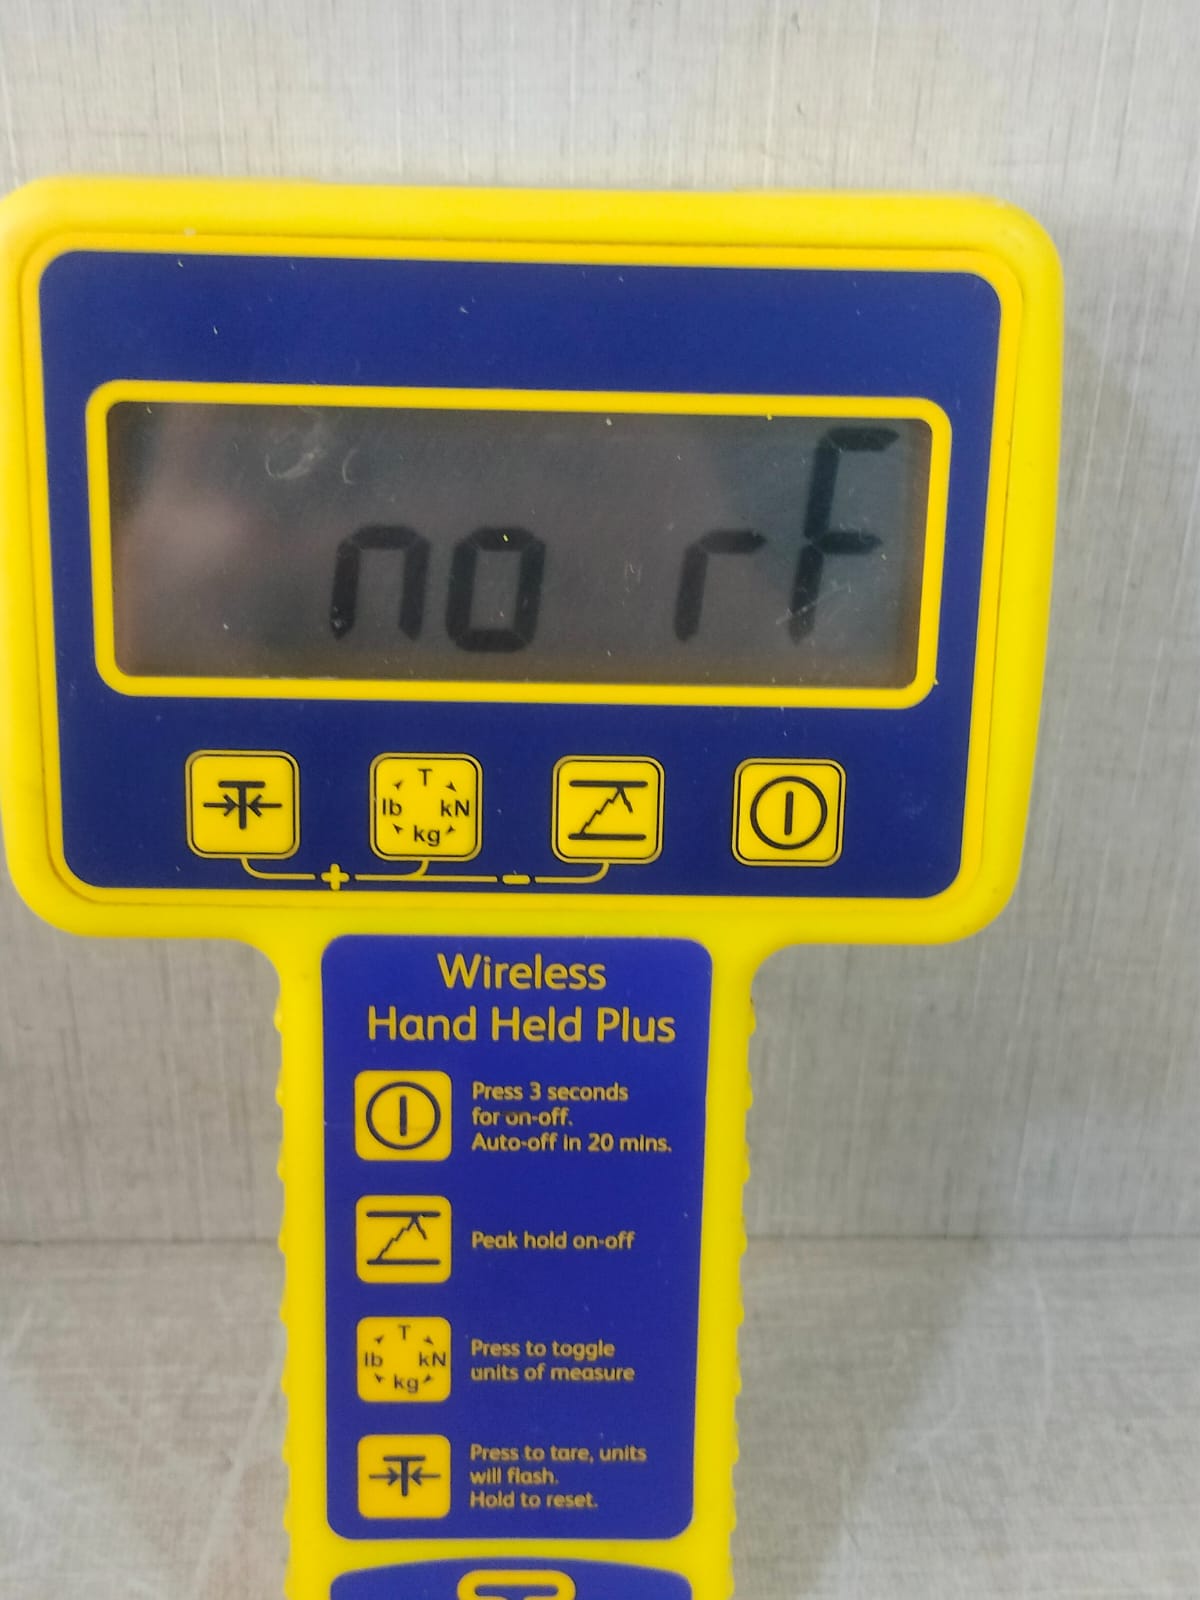 no rF
T
lb kN
kg
+ -
Wireless
Hand Held Plus
Press 3 seconds
for on-off.
Auto-off in 20 mins.
Peak hold on-off
T
lb kN
kg
Press to toggle
units of measure
Press to tare, units
will flash.
Hold to reset.